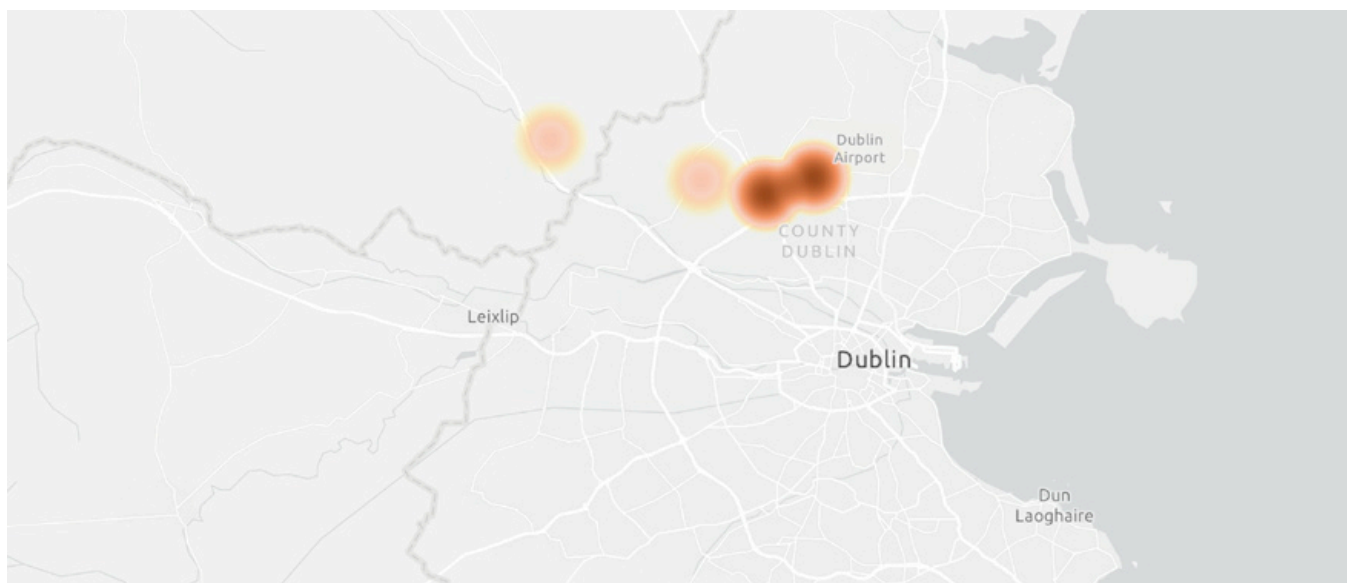 Dublin
Airport
COUNTY
DUBLIN
Leixlip
Dublin
Dun
Laoghaire